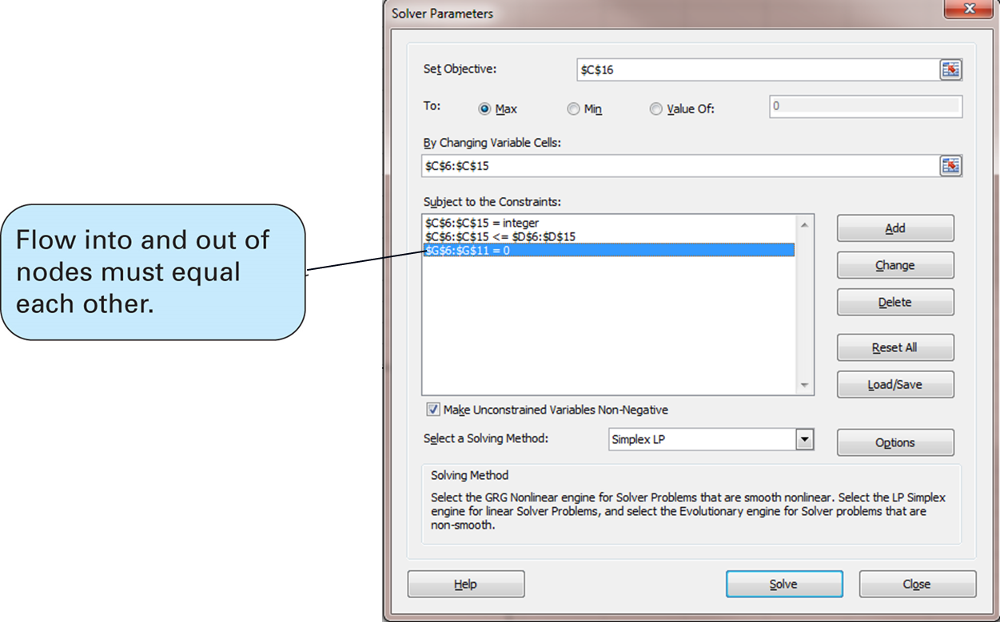 Solver Parameters
Set Objective:
$C$16
To:
Max
Min
Value Of:
0
By Changing Variable Cells:
$C$6:$C$15
Subject to the Constraints:
$C$6:$C$15 = integer
$C$6:$C$15 <= $D$6:$D$15
$G$6:$G$11 = 0
Flow into and out of
nodes must equal
each other.
Add
Change
Delete
Reset All
Load/Save
Make Unconstrained Variables Non-Negative
Select a Solving Method:
Simplex LP
Options
Solving Method
Select the GRG Nonlinear engine for Solver Problems that are smooth nonlinear. Select the LP Simplex
engine for linear Solver Problems, and select the Evolutionary engine for Solver problems that are
non-smooth.
Help
Solve
Close